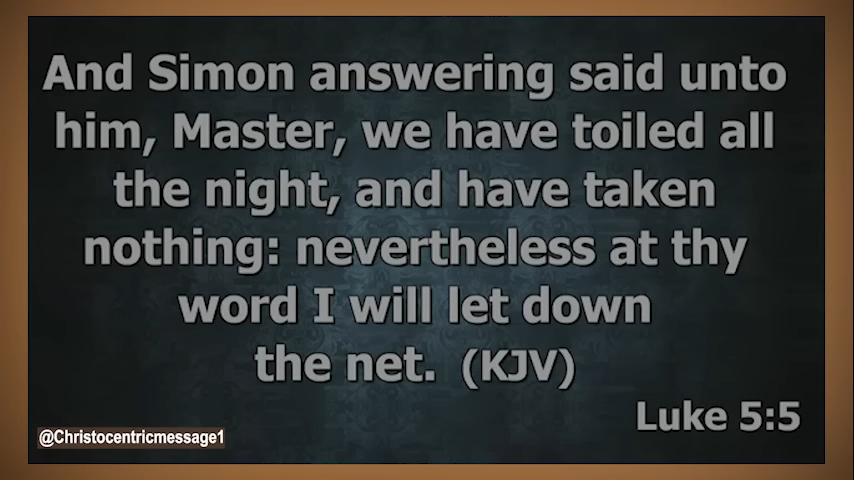 And Simon answering said unto
him, Master, we have toiled all
the night, and have taken
nothing: nevertheless at thy
word I will let down
the net. (KJV)
Luke 5:5
@Christocentricmessage1